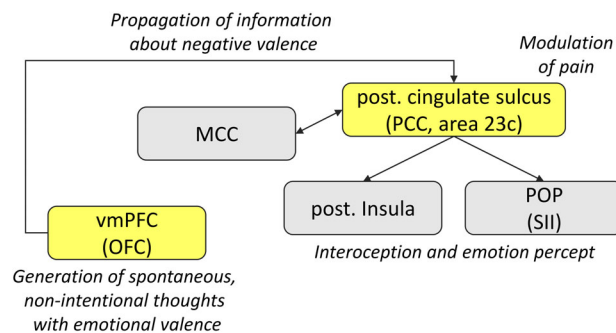 Propagation of information
about negative valence
Modulation
of pain
post. cingulate sulcus
(PCC, area 23c)
MCC
post. Insula
POP
(SII)
vmPFC
(OFC)
Interoception and emotion percept
Generation of spontaneous,
non-intentional thoughts
with emotional valence